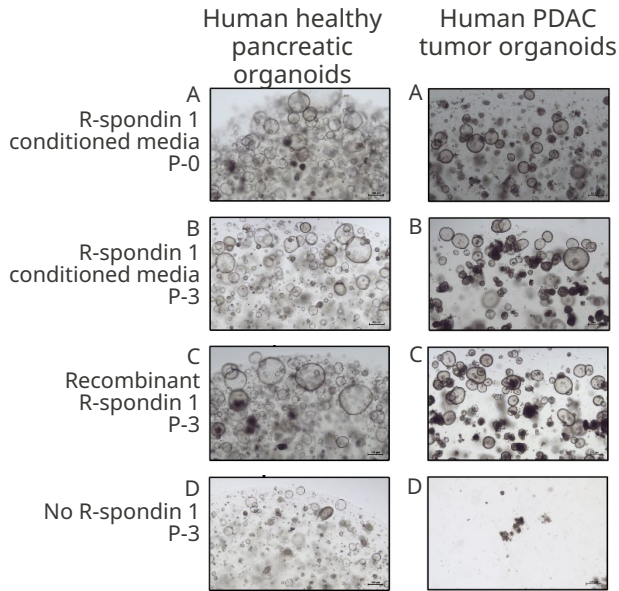 Human healthy
pancreatic
organoids
Human PDAC
tumor organoids
A
R-spondin 1
conditioned media
P-0
A
B
R-spondin 1
conditioned media
P-3
B
C
Recombinant
R-spondin 1
P-3
C
D
No R-spondin 1
P-3
D